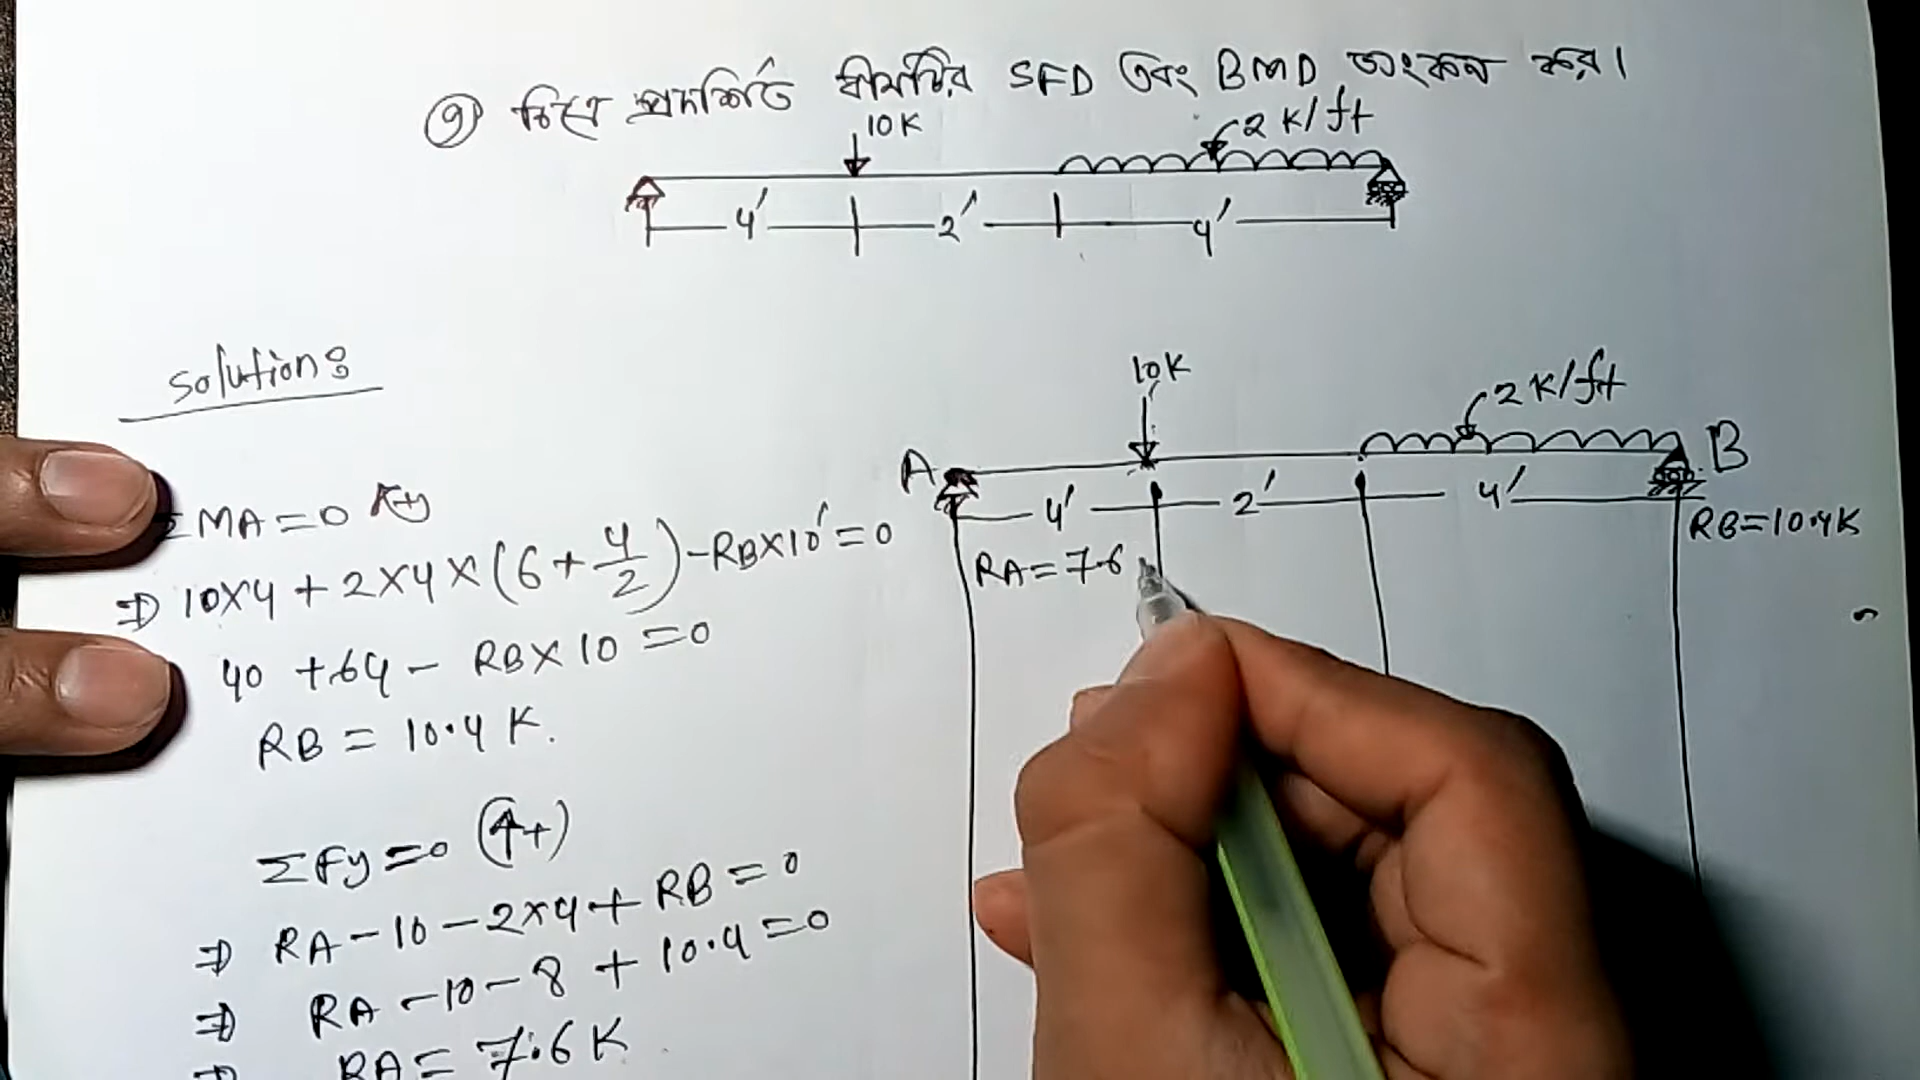 ৩) চিত্রে প্রদর্শিত বীমটির SFD এবং BMD অংকন কর।
10K 2 K/ft
4' 2' 4'
Solution:
10K 2 K/ft
A B
4' 2' 4'
RA = 7.6 RB = 10.4K
ΣMA = 0
⇒ 10×4 + 2×4×(6 + 4/2) - RB×10' = 0
40 + 64 - RB×10 = 0
RB = 10.4 K.
ΣFy = 0 (↑+)
⇒ RA - 10 - 2×4 + RB = 0
⇒ RA - 10 - 8 + 10.4 = 0
⇒ RA = 7.6 K